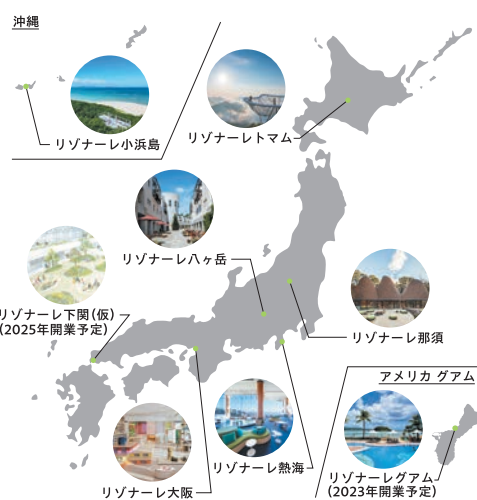 沖縄
リゾナーレ小浜島
リゾナーレトマム
リゾナーレ八ヶ岳
リゾナーレ下関(仮)
(2025年開業予定)
リゾナーレ那須
アメリカ グアム
リゾナーレ熱海
リゾナーレグアム
(2023年開業予定)
リゾナーレ大阪